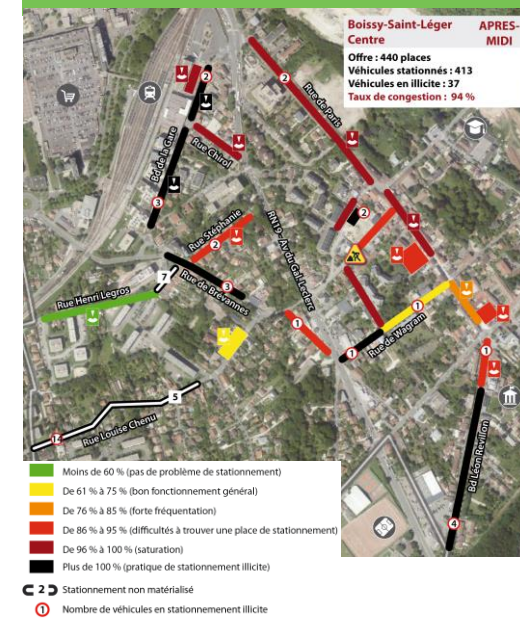 Boissy-Saint-Léger
Centre
APRES-
MIDI
Offre : 440 places
Véhicules stationnés : 413
Véhicules en illicite : 37
Taux de congestion : 94 %
2
2
Rue de Paris
Bd de la Gare
Rue Chirol
3
2
Rue Stéphanie
2
RN19 - Av du Gal Leclerc
7
3
Rue de Brévannes
Rue Henri Legros
1
1
1
Rue de Wagram
1
5
Rue Louise Chenu
Bd Léon Revillon
4
Moins de 60 % (pas de problème de stationnement)
De 61 % à 75 % (bon fonctionnement général)
De 76 % à 85 % (forte fréquentation)
De 86 % à 95 % (difficultés à trouver une place de stationnement)
De 96 % à 100 % (saturation)
Plus de 100 % (pratique de stationnement illicite)
2 Stationnement non matérialisé
1 Nombre de véhicules en stationnemenent illicite